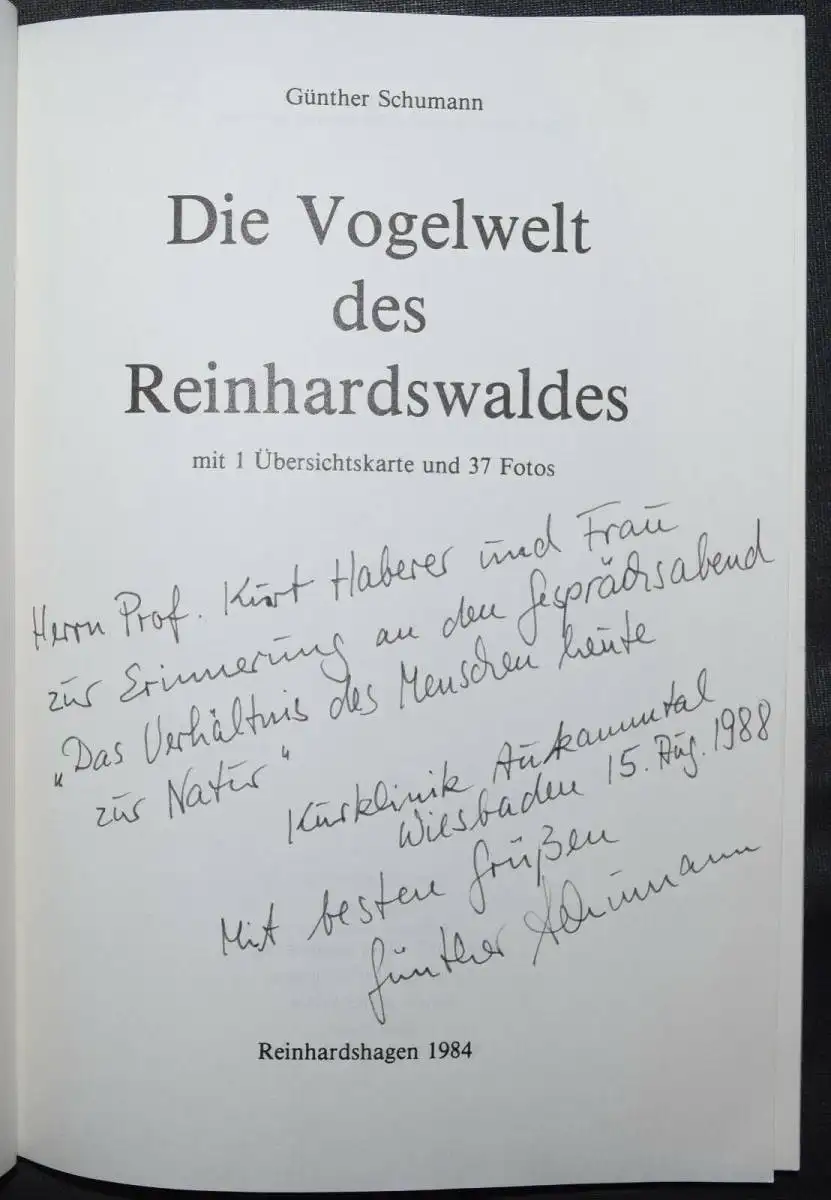 Günther Schumann
Die Vogelwelt
des
Reinhardswaldes
mit 1 Übersichtskarte und 37 Fotos
Herrn Prof. Kurt Haberer und Frau
zur Erinnerung an den Gesprächsabend
„Das Verhältnis des Menschen heute
zur Natur"
Kurklinik Aukammtal
Wiesbaden 15. Aug. 1988
Mit besten Grüßen
Günther Schumann
Reinhardshagen 1984